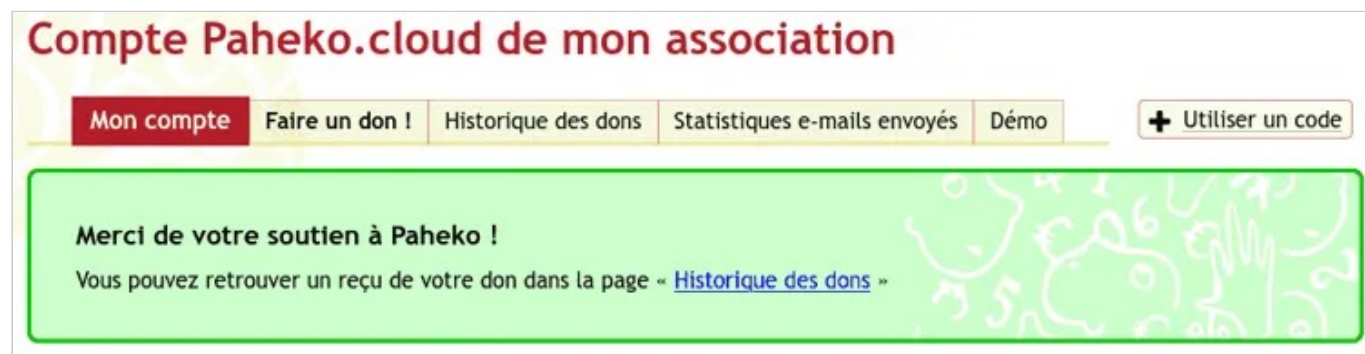 Compte Paheko.cloud de mon association
Mon compte Faire un don ! Historique des dons Statistiques e-mails envoyés Démo + Utiliser un code
Merci de votre soutien à Paheko !
Vous pouvez retrouver un reçu de votre don dans la page « Historique des dons »